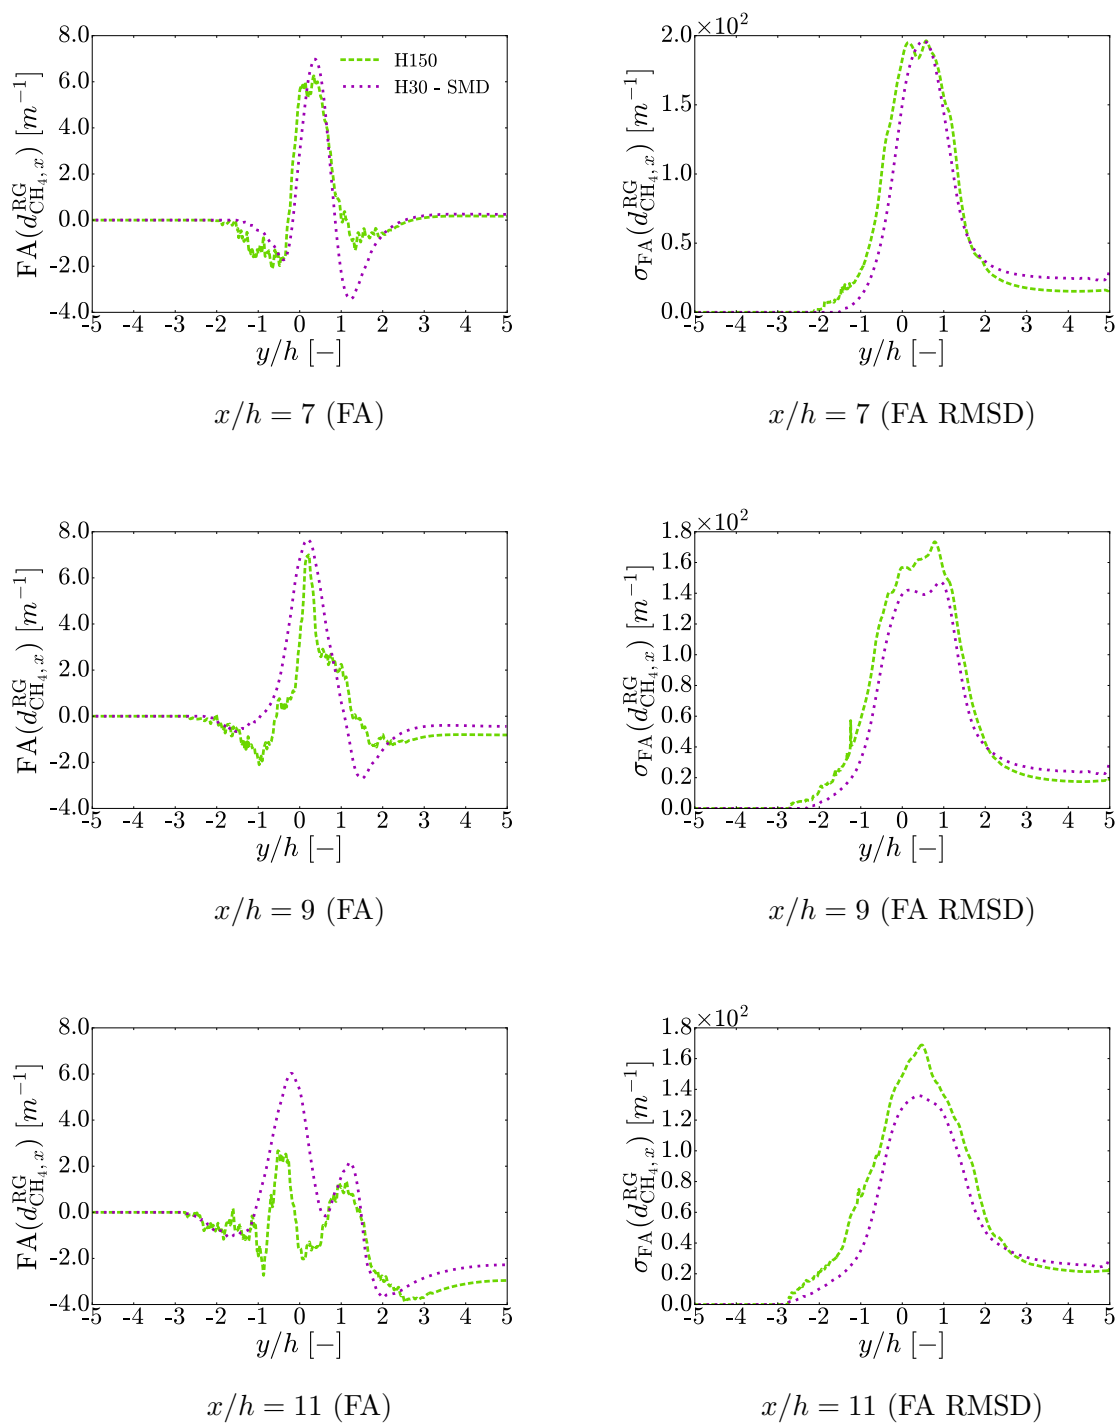 8.0
6.0
4.0
2.0
0.0
-2.0
-4.0
-5 -4 -3 -2 -1 0 1 2 3 4 5
FA(d^RG_CH4,x) [m^−1]
H150
H30 - SMD
y/h [−]
x/h = 7 (FA)
2.0×10^2
1.5
1.0
0.5
0.0
-5 -4 -3 -2 -1 0 1 2 3 4 5
σ_FA(d^RG_CH4,x) [m^−1]
y/h [−]
x/h = 7 (FA RMSD)
8.0
6.0
4.0
2.0
0.0
-2.0
-4.0
-5 -4 -3 -2 -1 0 1 2 3 4 5
FA(d^RG_CH4,x) [m^−1]
y/h [−]
x/h = 9 (FA)
1.8×10^2
1.6
1.4
1.2
1.0
0.8
0.6
0.4
0.2
0.0
-5 -4 -3 -2 -1 0 1 2 3 4 5
σ_FA(d^RG_CH4,x) [m^−1]
y/h [−]
x/h = 9 (FA RMSD)
8.0
6.0
4.0
2.0
0.0
-2.0
-4.0
-5 -4 -3 -2 -1 0 1 2 3 4 5
FA(d^RG_CH4,x) [m^−1]
y/h [−]
x/h = 11 (FA)
1.8×10^2
1.6
1.4
1.2
1.0
0.8
0.6
0.4
0.2
0.0
-5 -4 -3 -2 -1 0 1 2 3 4 5
σ_FA(d^RG_CH4,x) [m^−1]
y/h [−]
x/h = 11 (FA RMSD)